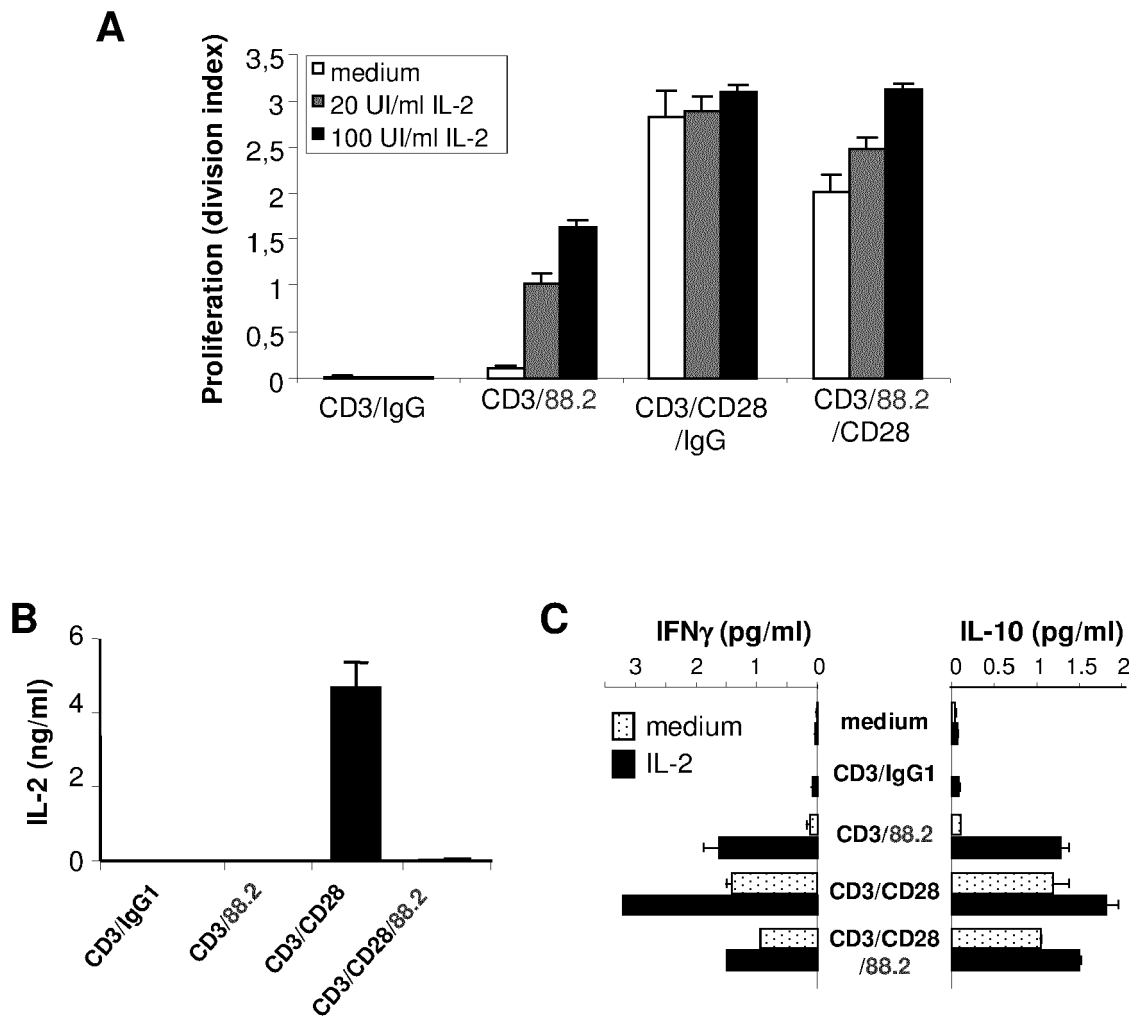 A
Proliferation (division index)
3,5
3
2,5
2
1,5
1
0,5
0
medium
20 UI/ml IL-2
100 UI/ml IL-2
CD3/IgG
CD3/88.2
CD3/CD28
/IgG
CD3/88.2
/CD28
B
IL-2 (ng/ml)
6
4
2
0
CD3/IgG1
CD3/88.2
CD3/CD28
CD3/CD28/88.2
C
IFNγ (pg/ml)
IL-10 (pg/ml)
3 2 1 0
0 0.5 1 1.5 2
medium
IL-2
medium
CD3/IgG1
CD3/88.2
CD3/CD28
CD3/CD28
/88.2